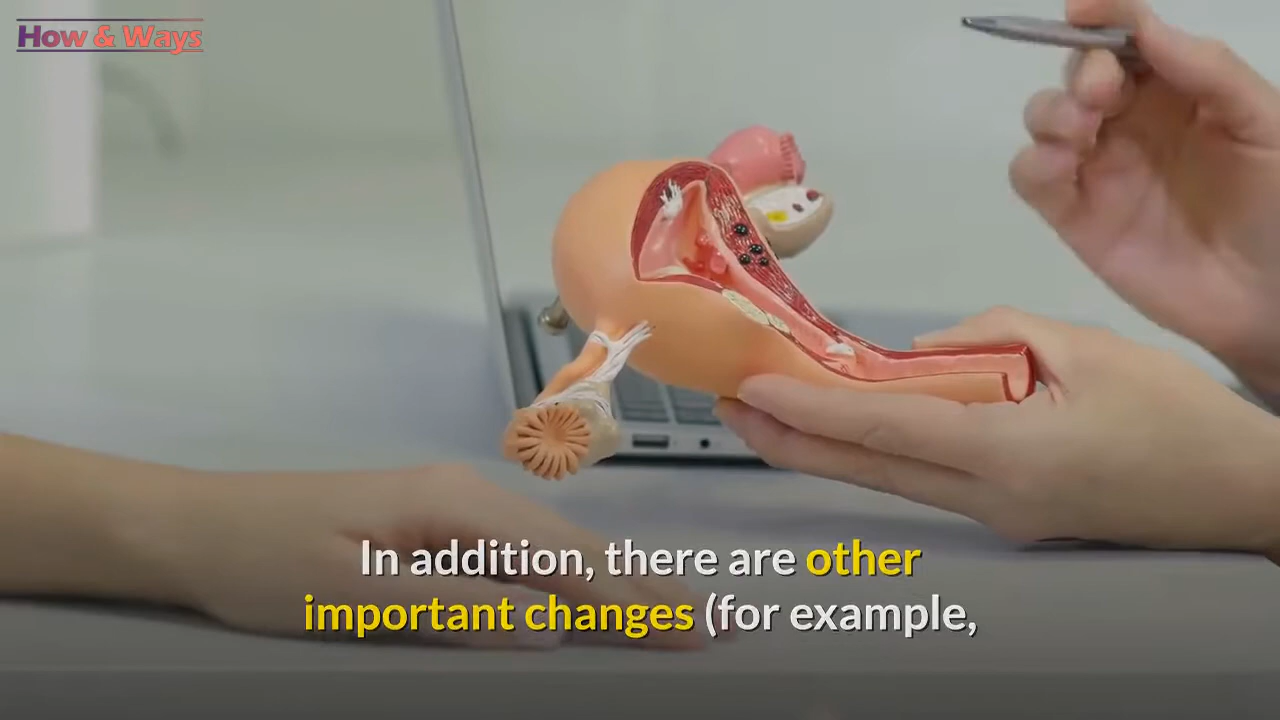 How & Ways
In addition, there are other
important changes (for example,